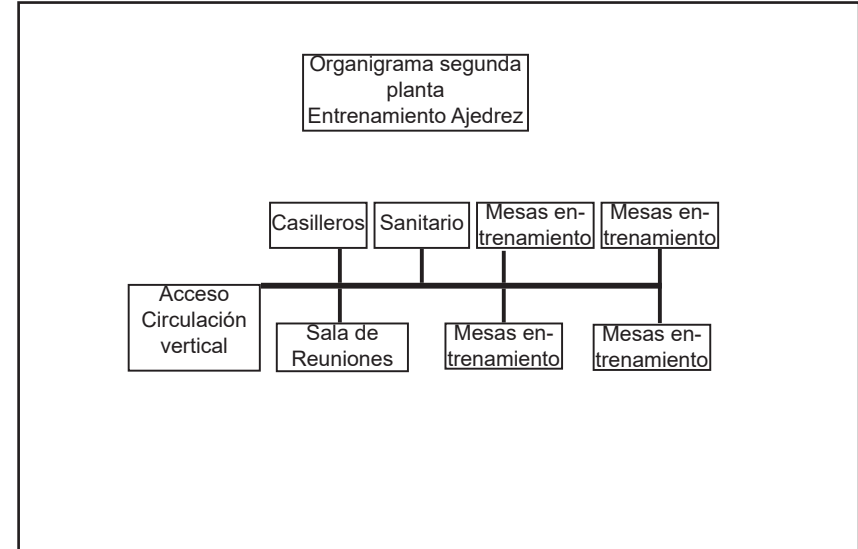 Organigrama segunda
planta
Entrenamiento Ajedrez
Casilleros
Sanitario
Mesas en-
trenamiento
Mesas en-
trenamiento
Acceso
Circulación
vertical
Sala de
Reuniones
Mesas en-
trenamiento
Mesas en-
trenamiento